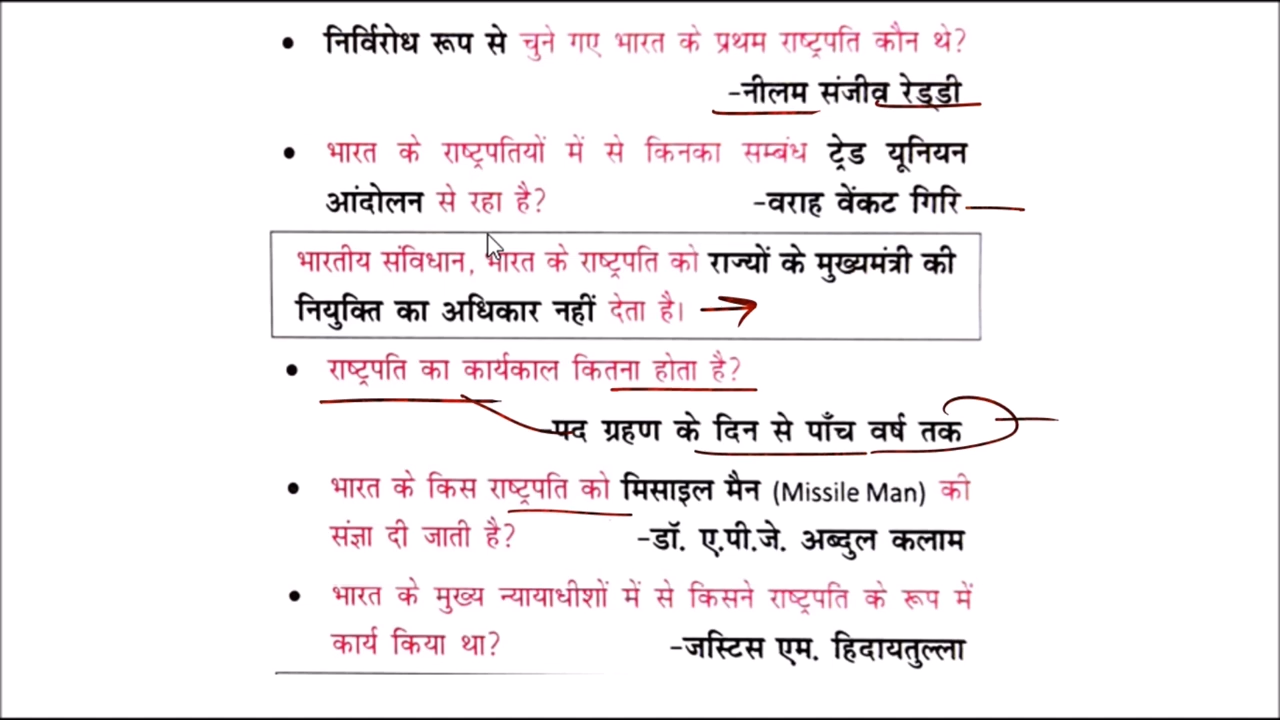 • निर्विरोध रूप से चुने गए भारत के प्रथम राष्ट्रपति कौन थे?
-नीलम संजीव रेड्डी
• भारत के राष्ट्रपतियों में से किनका सम्बंध ट्रेड यूनियन
आंदोलन से रहा है? -वराह वेंकट गिरि
भारतीय संविधान, भारत के राष्ट्रपति को राज्यों के मुख्यमंत्री की
नियुक्ति का अधिकार नहीं देता है।
• राष्ट्रपति का कार्यकाल कितना होता है?
-पद ग्रहण के दिन से पाँच वर्ष तक
• भारत के किस राष्ट्रपति को मिसाइल मैन (Missile Man) की
संज्ञा दी जाती है? -डॉ. ए.पी.जे. अब्दुल कलाम
• भारत के मुख्य न्यायाधीशों में से किसने राष्ट्रपति के रूप में
कार्य किया था? -जस्टिस एम. हिदायतुल्ला